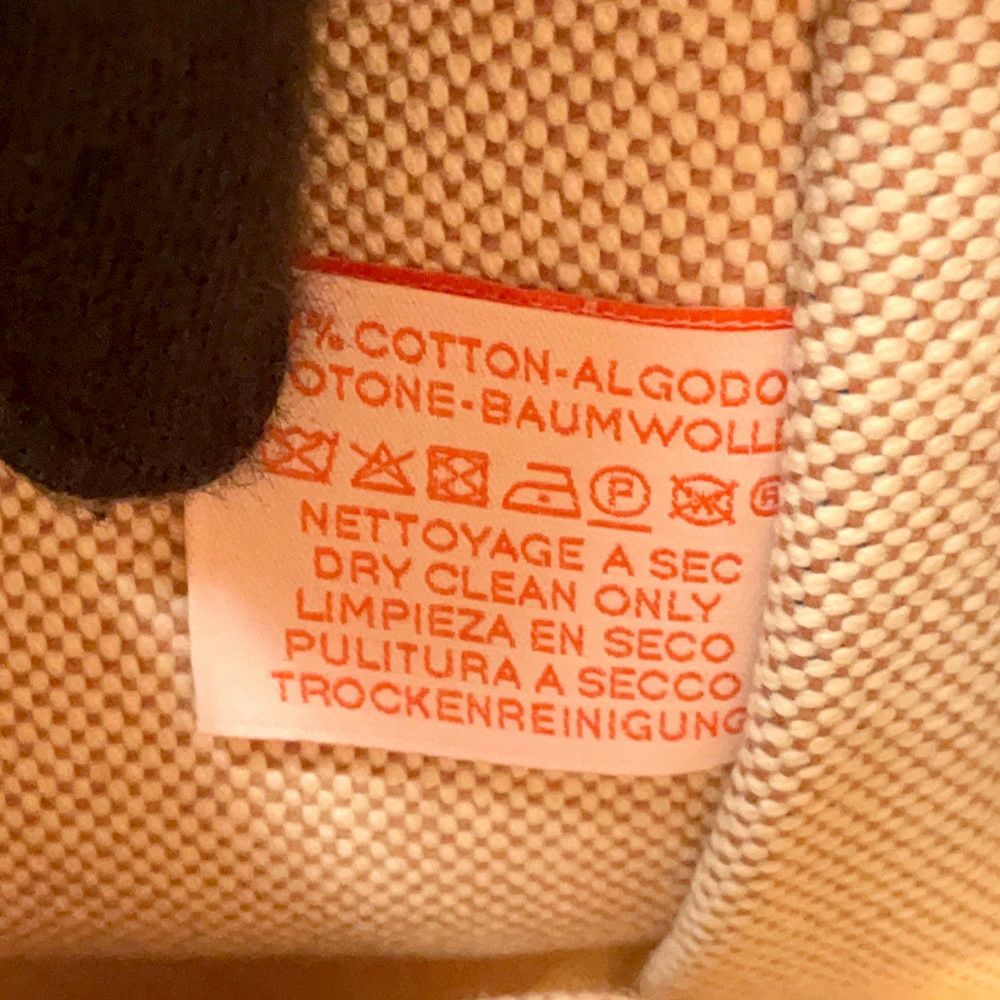 % COTTON-ALGODO
OTONE-BAUMWOLL
P
NETTOYAGE A SEC
DRY CLEAN ONLY
LIMPIEZA EN SECO
PULITURA A SECCO
TROCKENREINIGUNG